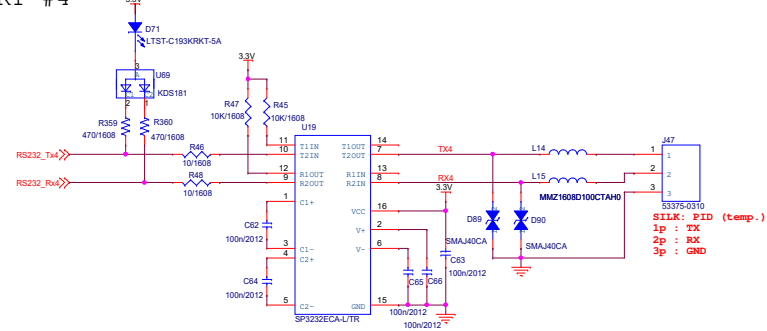 #4
3.3V
D71
LTST-C193KRKT-5A
3
A
U69
KDS181
2
1
R359
470/1608
R360
470/1608
3.3V
R47
10K/1608
R45
10K/1608
U19
RS232_Tx4
R46
10/1608
RS232_Rx4
R48
10/1608
11
T1IN
T1OUT
14
10
T2IN
T2OUT
7
TX4
12
R1OUT
R1IN
13
9
R2OUT
R2IN
8
RX4
3.3V
1
C1+
VCC
16
C62
100n/2012
V+
2
3
C1-
V-
6
4
C2+
C64
100n/2012
C65
C66
100n/2012
100n/2012
C63
100n/2012
5
C2-
GND
15
SP3232ECA-L/TR
L14
L15
MMZ1608D100CTAH0
D89
SMAJ40CA
D90
SMAJ40CA
J47
1
1
2
2
3
3
53375-0310
SILK: PID (temp.)
1p : TX
2p : RX
3p : GND